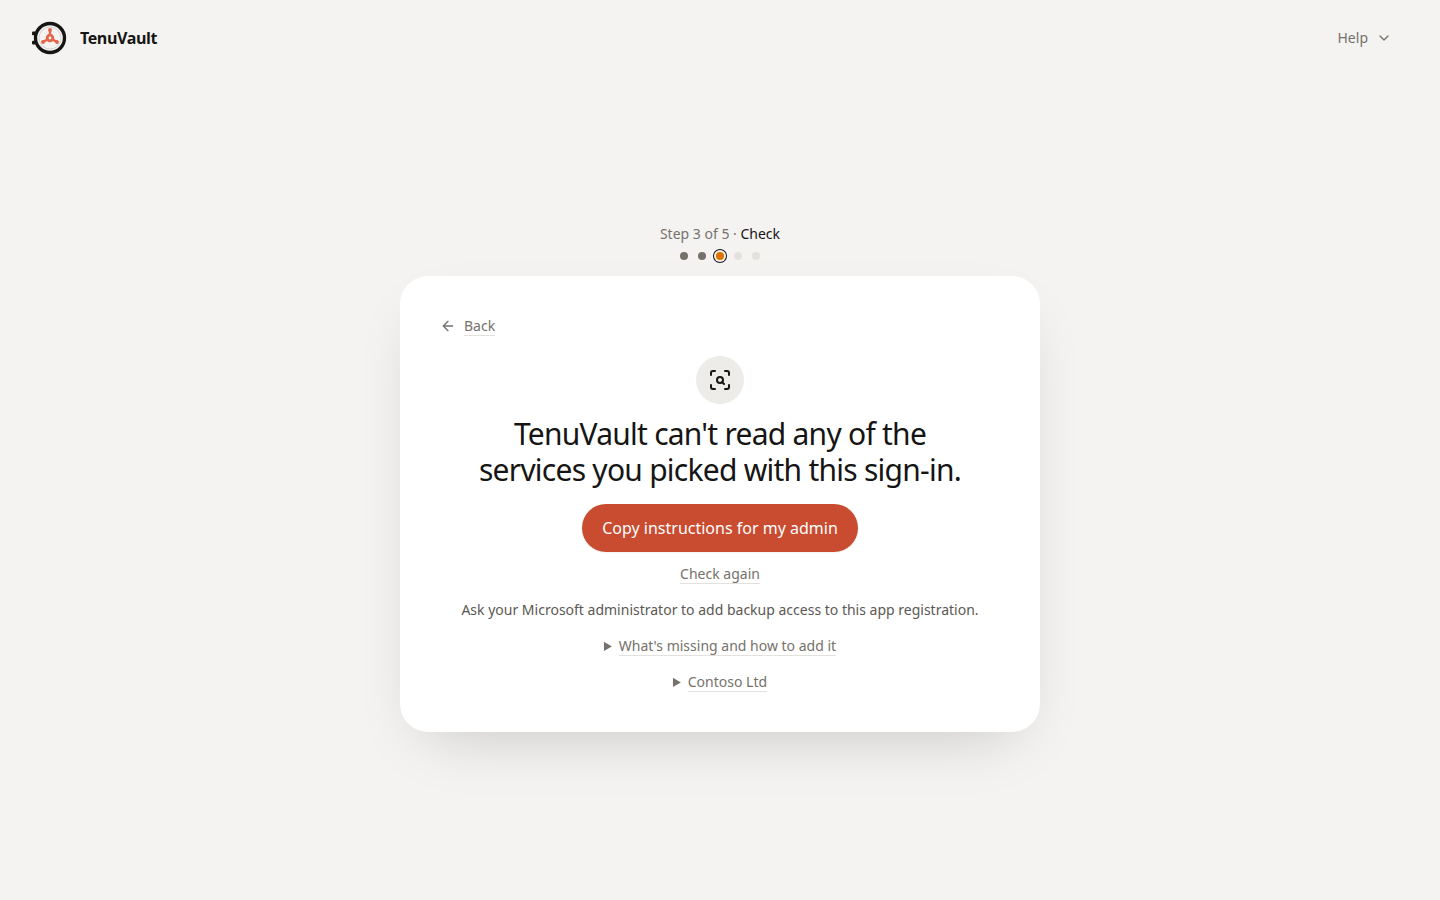 TenuVault
Help
Step 3 of 5 · Check
Back
TenuVault can't read any of the
services you picked with this sign-in.
Copy instructions for my admin
Check again
Ask your Microsoft administrator to add backup access to this app registration.
What's missing and how to add it
Contoso Ltd